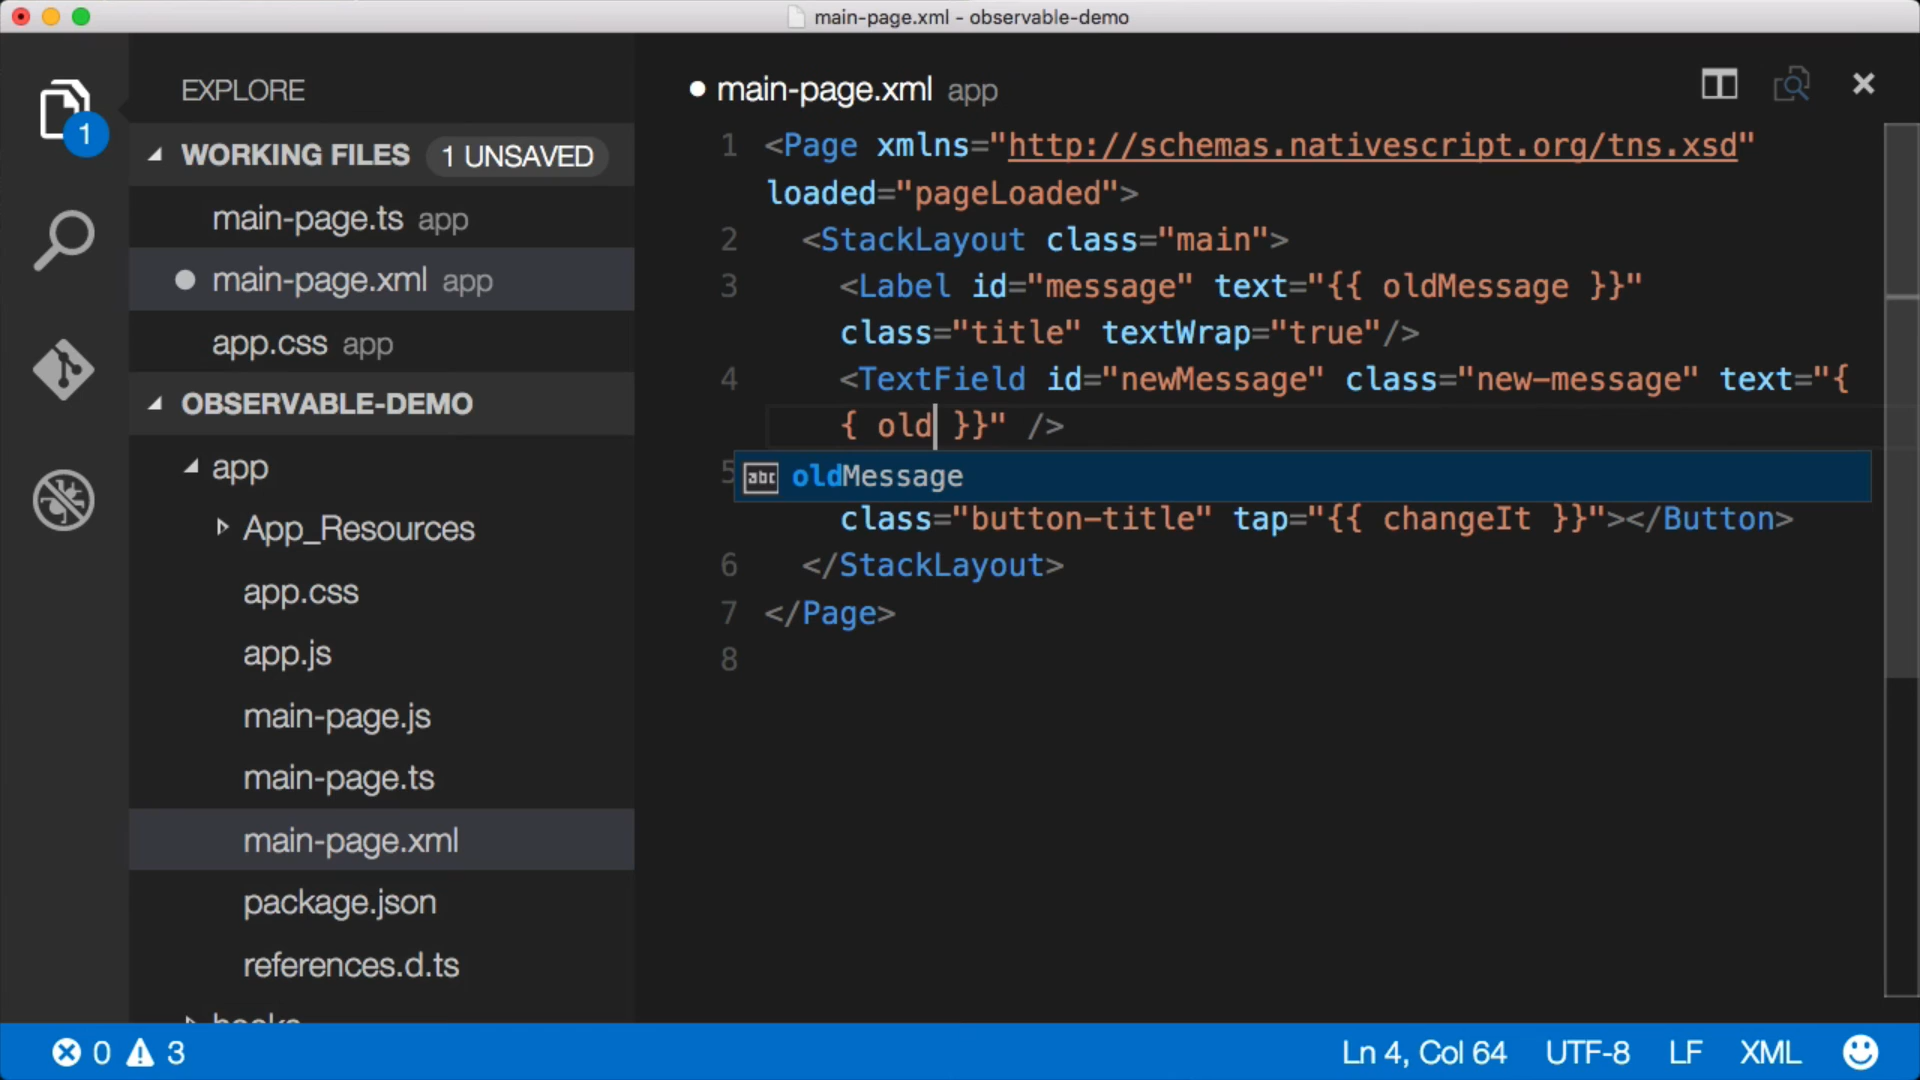 main-page.xml - observable-demo
EXPLORE
1
WORKING FILES 1 UNSAVED
main-page.ts app
main-page.xml app
app.css app
OBSERVABLE-DEMO
app
App_Resources
app.css
app.js
main-page.js
main-page.ts
main-page.xml
package.json
references.d.ts
main-page.xml app
1 <Page xmlns="http://schemas.nativescript.org/tns.xsd"
loaded="pageLoaded">
2 <StackLayout class="main">
3 <Label id="message" text="{{ oldMessage }}"
class="title" textWrap="true"/>
4 <TextField id="newMessage" class="new-message" text="{
{ old }}" />
5
abc oldMessage
class="button-title" tap="{{ changeIt }}"></Button>
6 </StackLayout>
7 </Page>
8
0 3
Ln 4, Col 64 UTF-8 LF XML